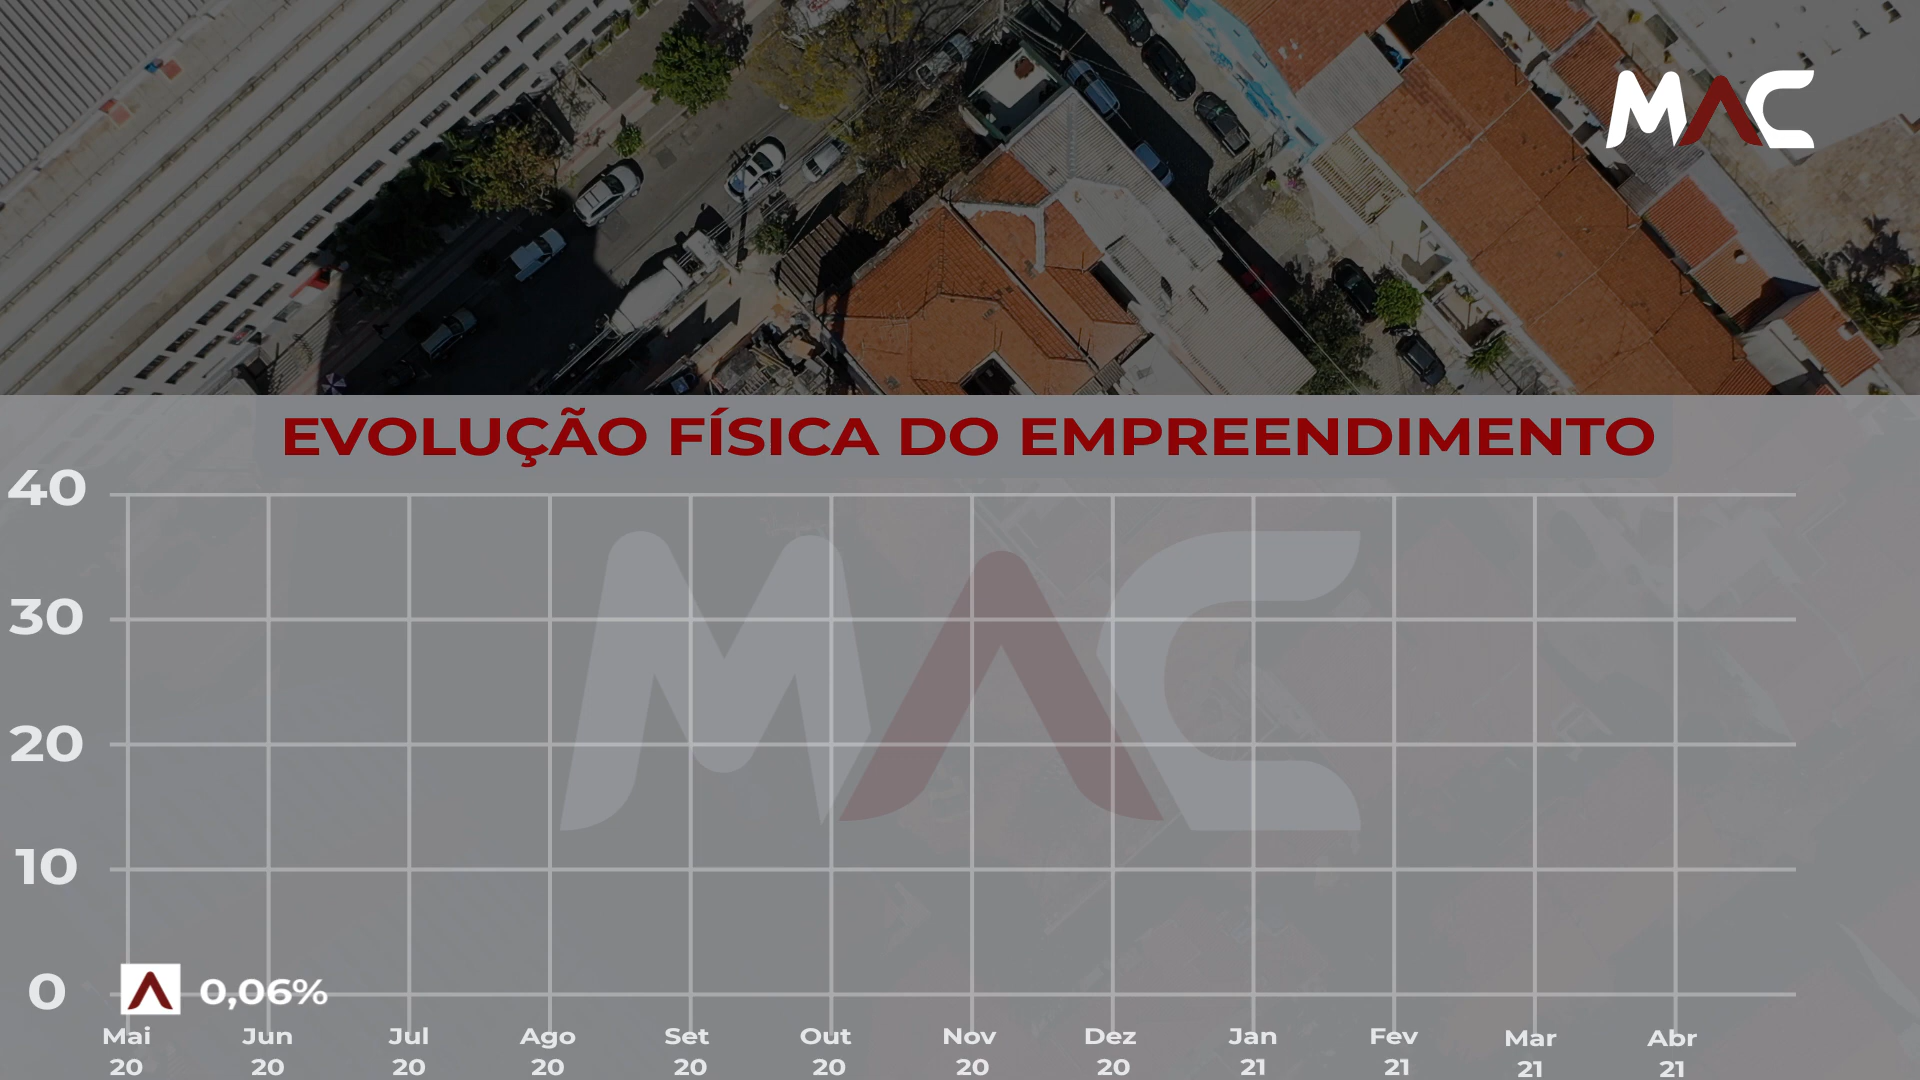 MAC
EVOLUÇÃO FÍSICA DO EMPREENDIMENTO
40
30
MAC
20
10
0
0,06%
Mai Jun Jul Ago Set Out Nov Dez Jan Fev Mar Abr
20 20 20 20 20 20 20 20 21 21 21 21